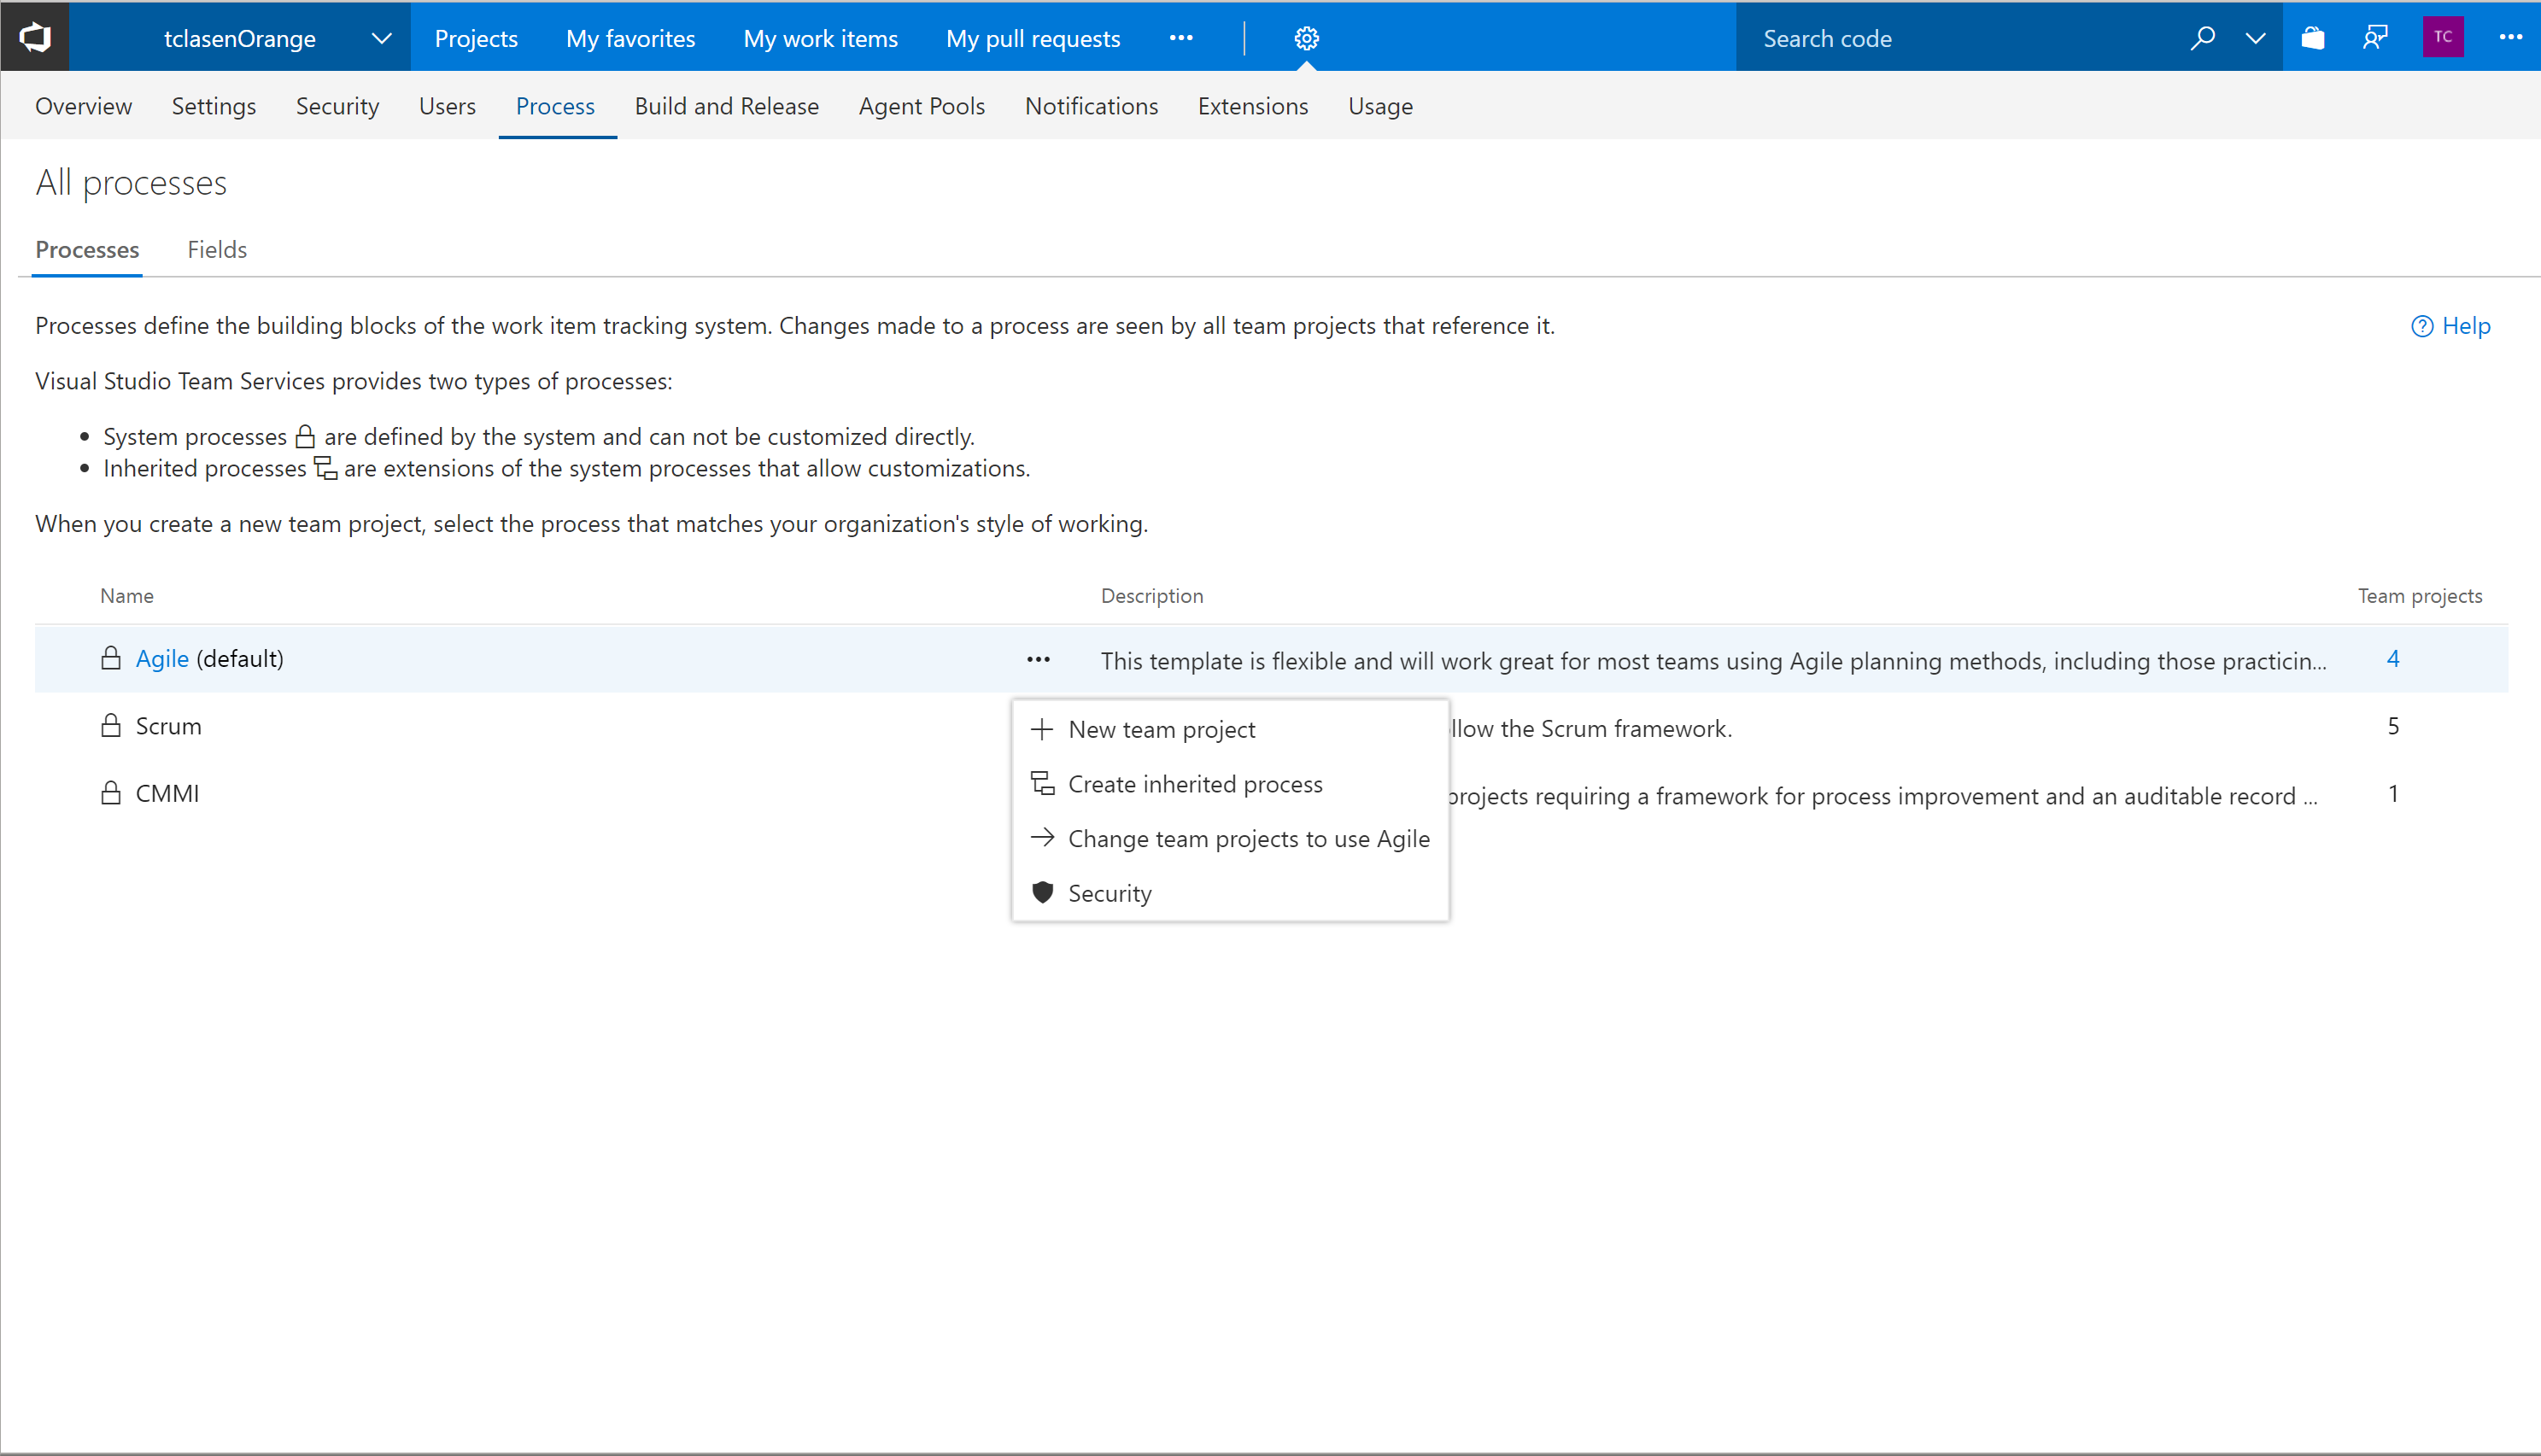 tclasenOrange Projects My favorites My work items My pull requests Search code TC
Overview Settings Security Users Process Build and Release Agent Pools Notifications Extensions Usage
All processes
Processes Fields
Processes define the building blocks of the work item tracking system. Changes made to a process are seen by all team projects that reference it. Help
Visual Studio Team Services provides two types of processes:
• System processes are defined by the system and can not be customized directly.
• Inherited processes are extensions of the system processes that allow customizations.
When you create a new team project, select the process that matches your organization's style of working.
Name Description Team projects
Agile (default) ••• This template is flexible and will work great for most teams using Agile planning methods, including those practicin... 4
Scrum llow the Scrum framework. 5
CMMI projects requiring a framework for process improvement and an auditable record ... 1
New team project
Create inherited process
Change team projects to use Agile
Security